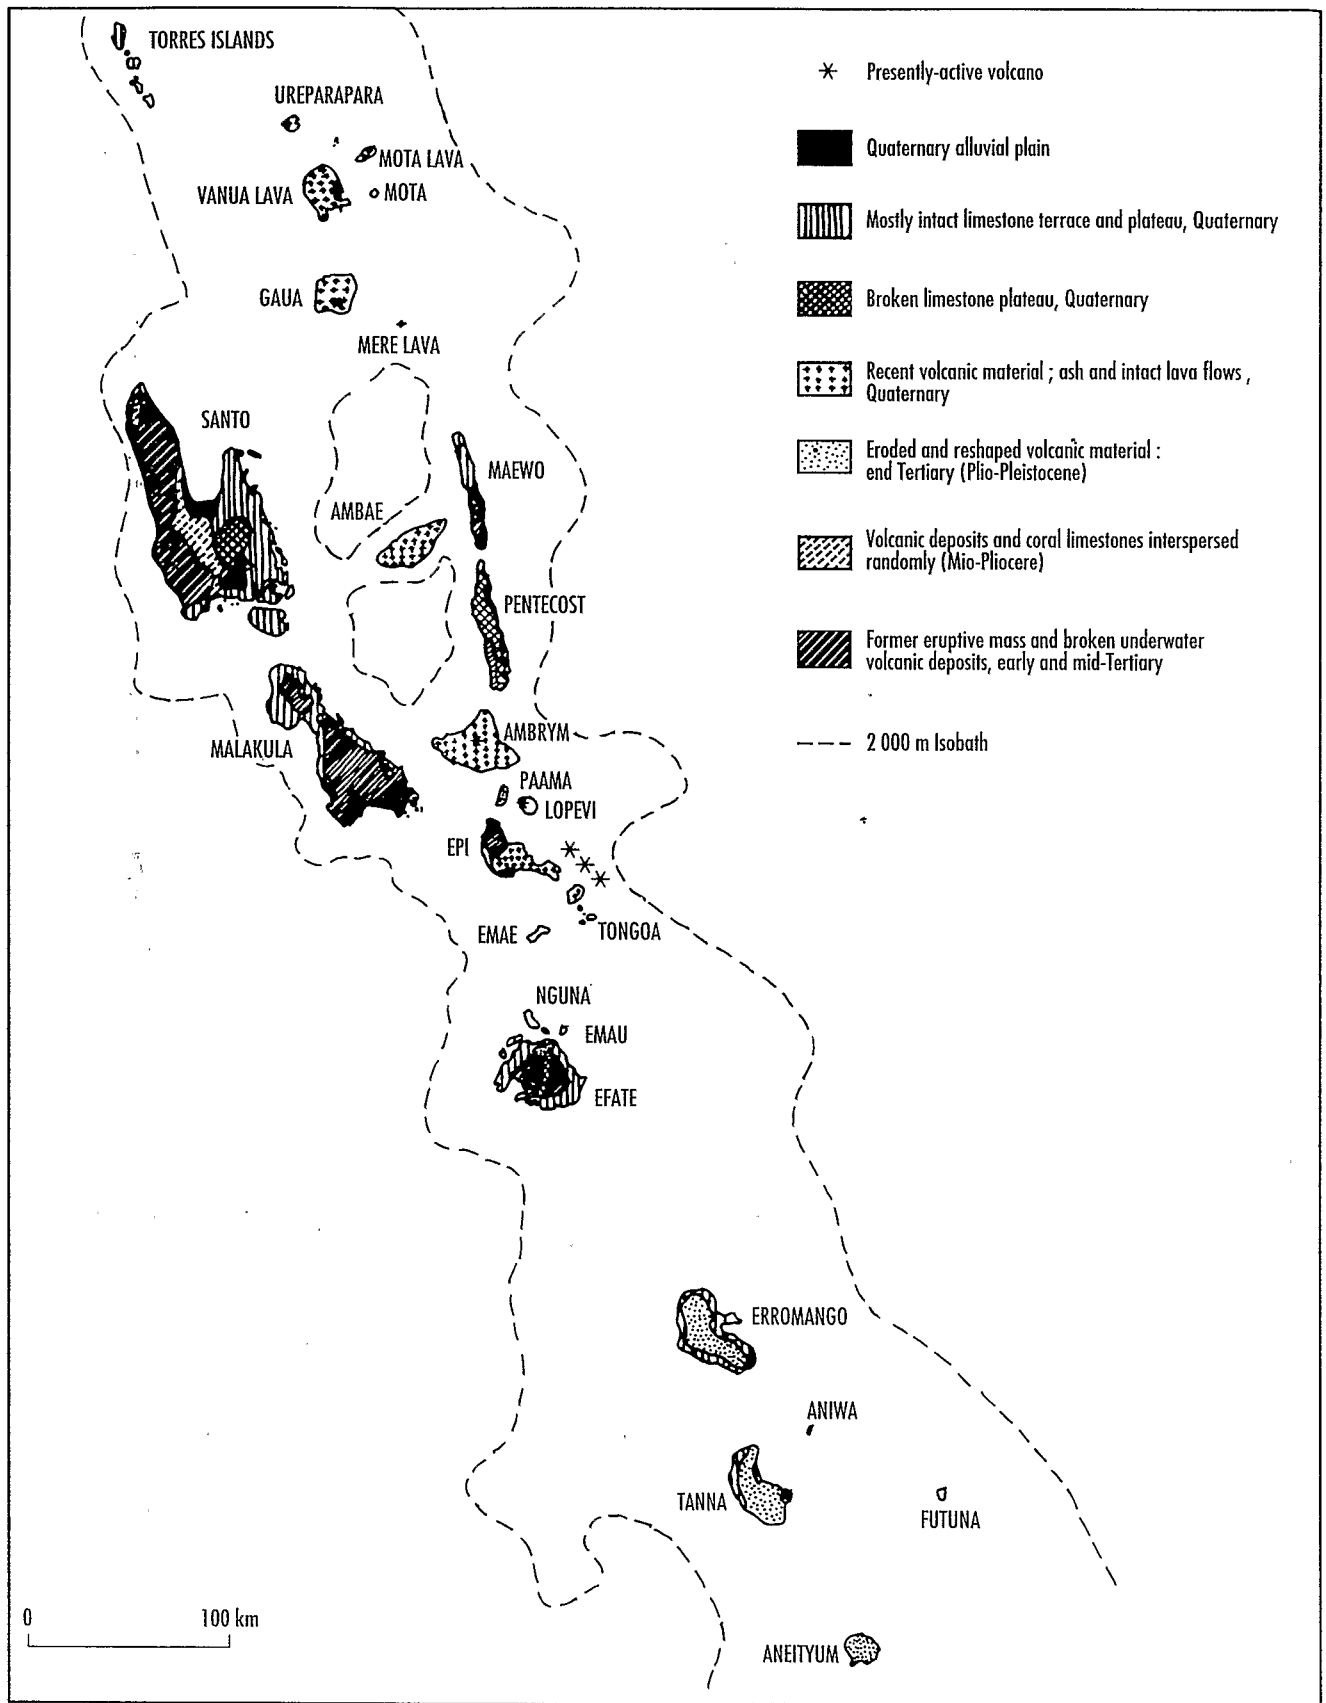 TORRES ISLANDS
UREPARAPARA
MOTA LAVA
VANUA LAVA
MOTA
GAUA
MERE LAVA
SANTO
MAEWO
AMBAE
PENTECOST
MALAKULA
AMBRYM
PAAMA
LOPEVI
EPI
EMAE
TONGOA
NGUNA
EMAU
EFATE
ERROMANGO
ANIWA
TANNA
FUTUNA
ANEITYUM
0 100 km
Presently-active volcano
Quaternary alluvial plain
Mostly intact limestone terrace and plateau, Quaternary
Broken limestone plateau, Quaternary
Recent volcanic material ; ash and intact lava flows ,
Quaternary
Eroded and reshaped volcanic material :
end Tertiary (Plio-Pleistocene)
Volcanic deposits and coral limestones interspersed
randomly (Mio-Pliocere)
Former eruptive mass and broken underwater
volcanic deposits, early and mid-Tertiary
2 000 m Isobath